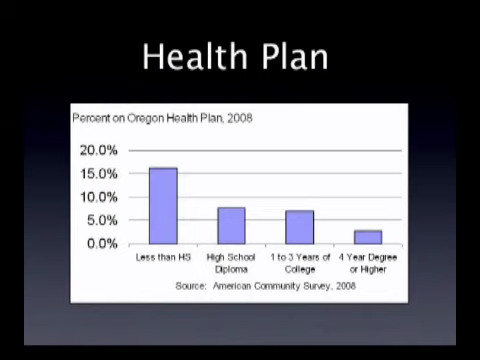 Health Plan
Percent on Oregon Health Plan, 2008
20.0%
15.0%
10.0%
5.0%
0.0%
Less than HS
High School Diploma
1 to 3 Years of College
4 Year Degree or Higher
Source: American Community Survey, 2008